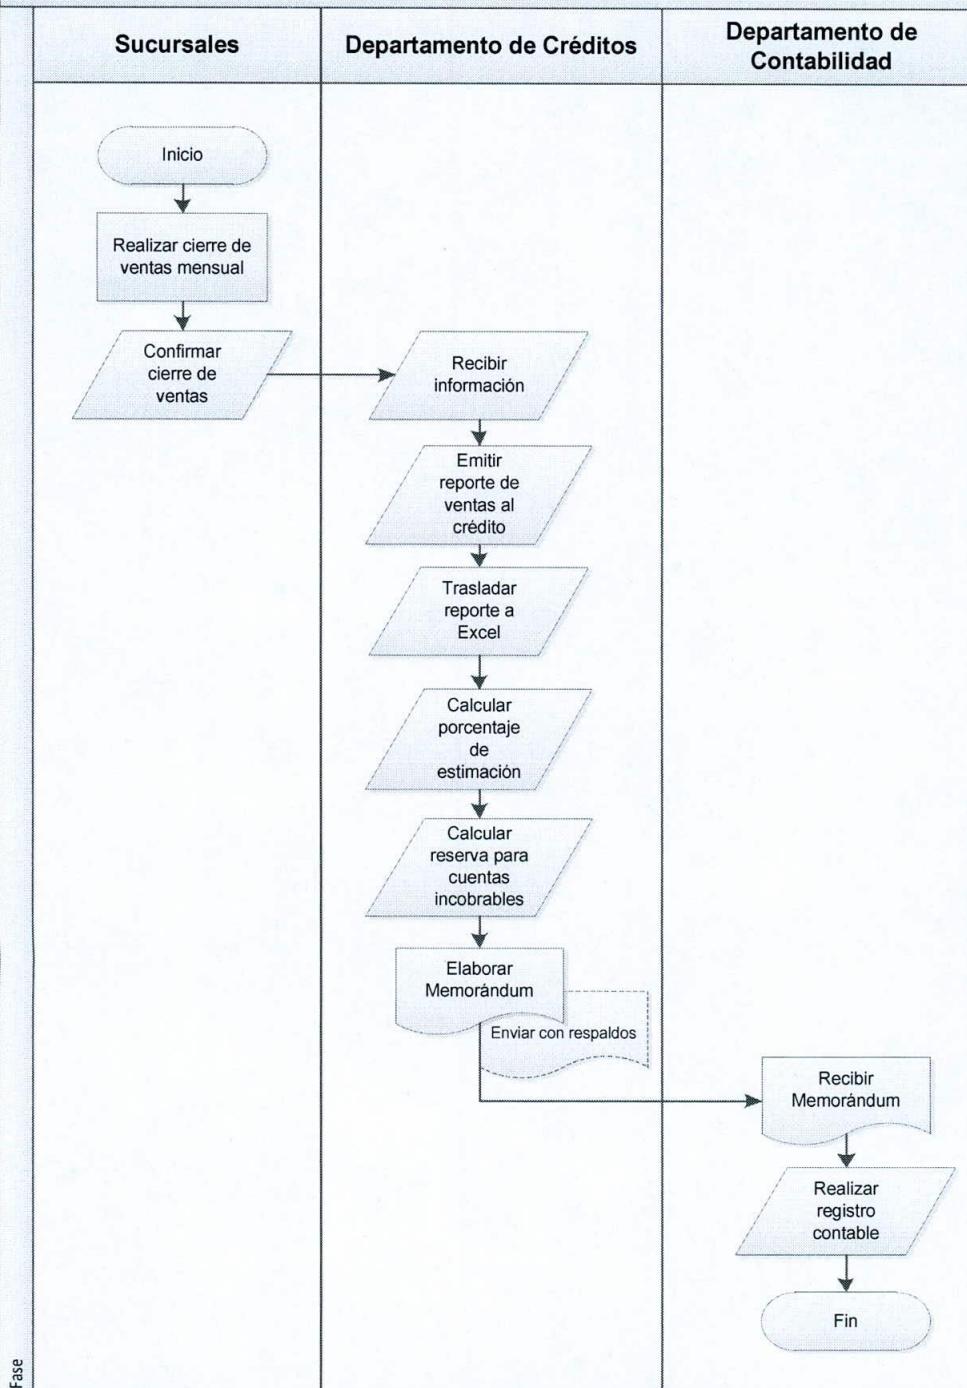 Sucursales
Departamento de Créditos
Departamento de
Contabilidad
Inicio
Realizar cierre de
ventas mensual
Confirmar
cierre de
ventas
Recibir
información
Emitir
reporte de
ventas al
crédito
Trasladar
reporte a
Excel
Calcular
porcentaje
de
estimación
Calcular
reserva para
cuentas
incobrables
Elaborar
Memorándum
Enviar con respaldos
Recibir
Memorándum
Realizar
registro
contable
Fin
Fase